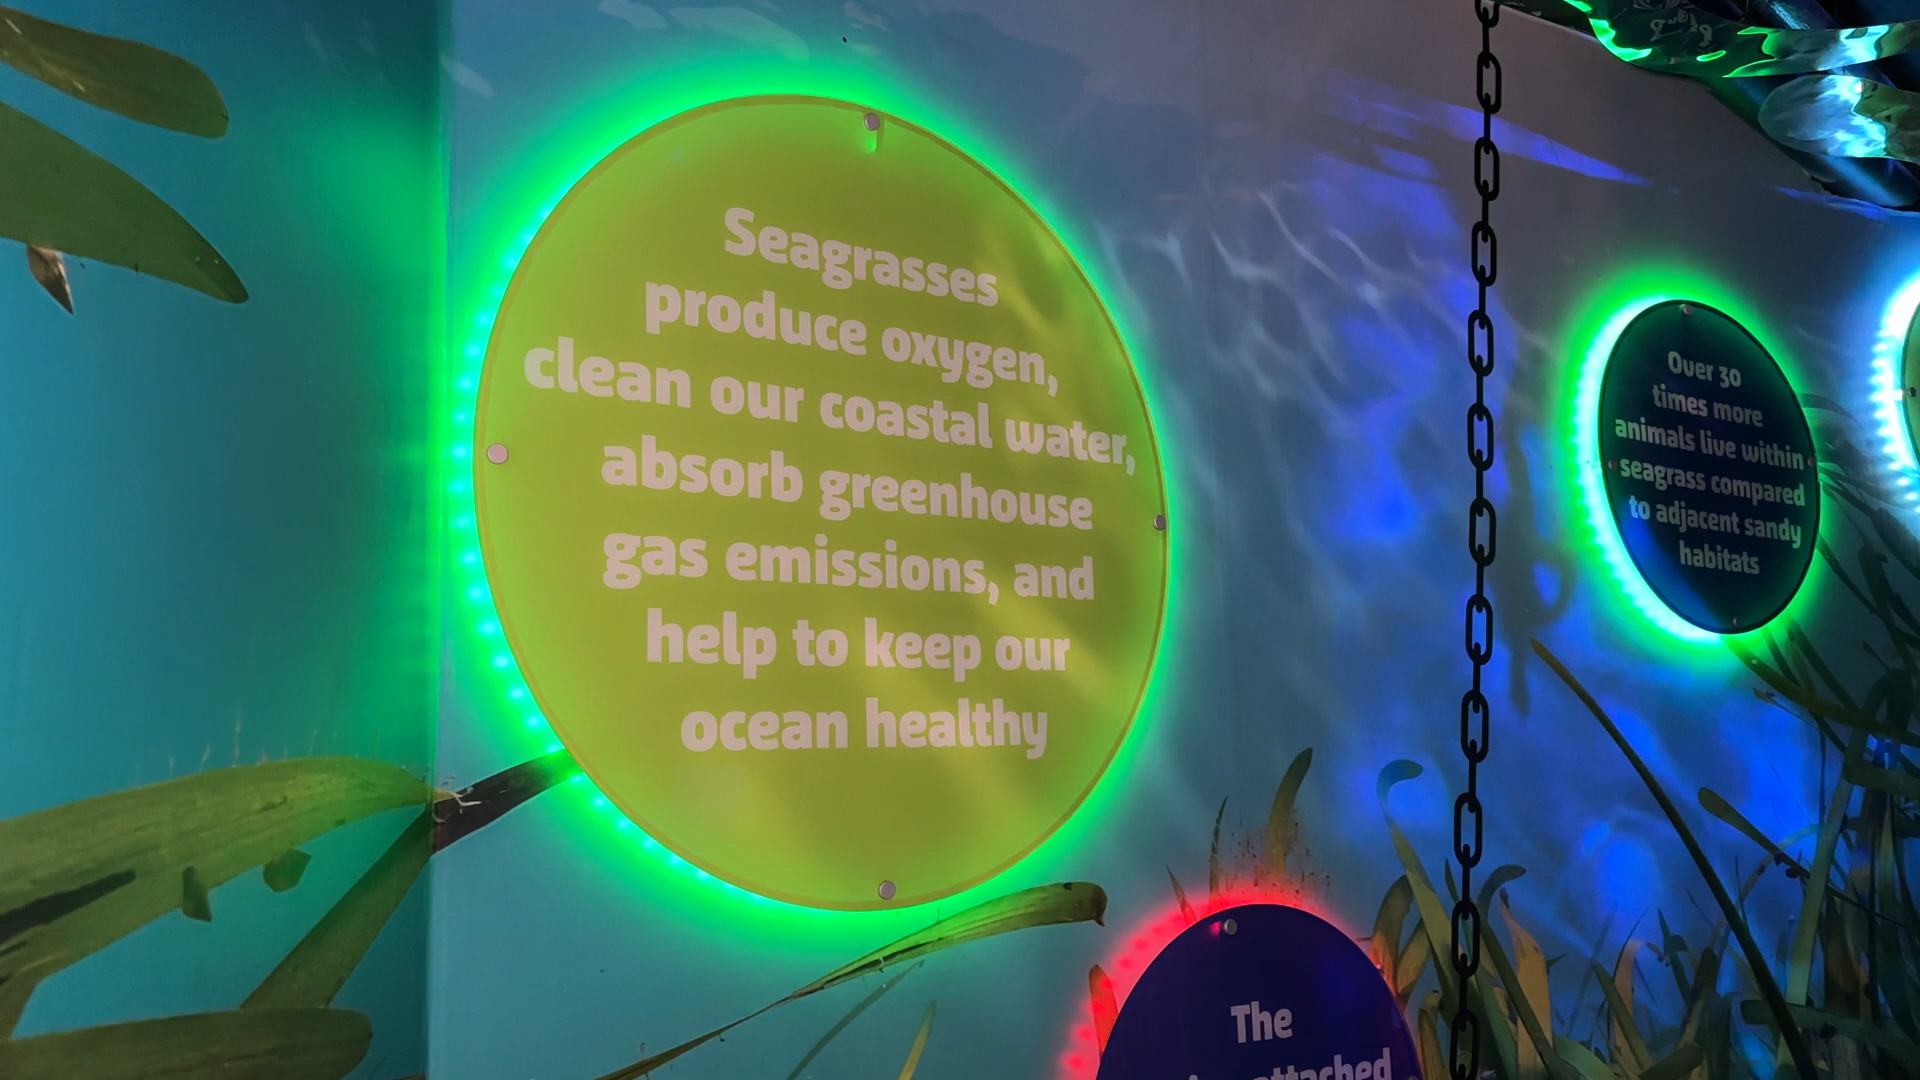 Seagrasses
produce oxygen,
clean our coastal water,
absorb greenhouse
gas emissions, and
help to keep our
ocean healthy
Over 30
times more
animals live within
seagrass compared
to adjacent sandy
habitats
The
attached